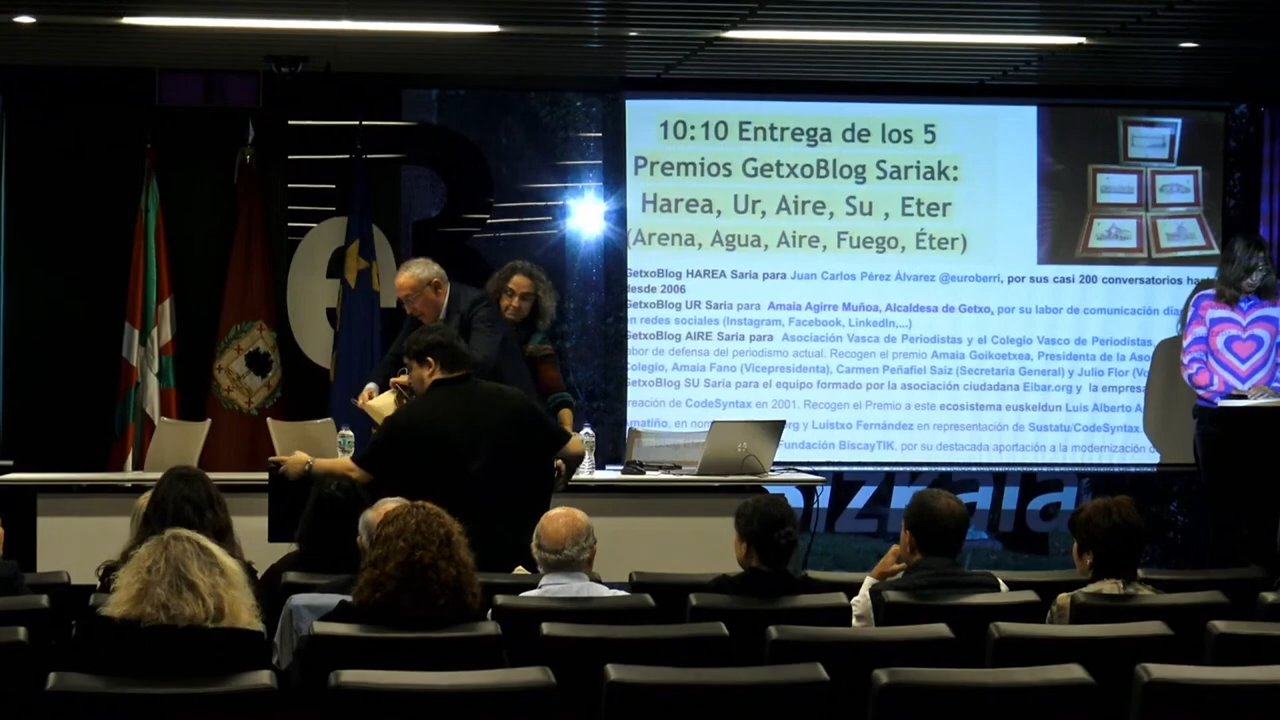 10:10 Entrega de los 5
Premios GetxoBlog Sariak:
Harea, Ur, Aire, Su , Eter
(Arena, Agua, Aire, Fuego, Éter)
GetxoBlog HAREA Saria para Juan Carlos Pérez Álvarez @euroberri, por sus casi 200 conversatorios
desde 2006
GetxoBlog UR Saria para Amaia Agirre Muñoa, Alcaldesa de Getxo, por su labor de comunicación
en redes sociales (Instagram, Facebook, LinkedIn,...)
GetxoBlog AIRE Saria para Asociación Vasca de Periodistas y el Colegio Vasco de Periodistas,
labor de defensa del periodismo actual. Recogen el premio Amaia Goikoetxea, Presidenta de la
Colegio, Amaia Fano (Vicepresidenta), Carmen Peñafiel Saiz (Secretaria General) y Julio Flor
GetxoBlog SU Saria para el equipo formado por la asociación ciudadana Eibar.org y la empresa
creación de CodeSyntax en 2001. Recogen el Premio a este ecosistema euskeldun Luis Alberto
en y Luistxo Fernández en representación de Sustatu/CodeSyntax.
Fundación BiscayTIK, por su destacada aportación a la modernización
bizkaia
hp